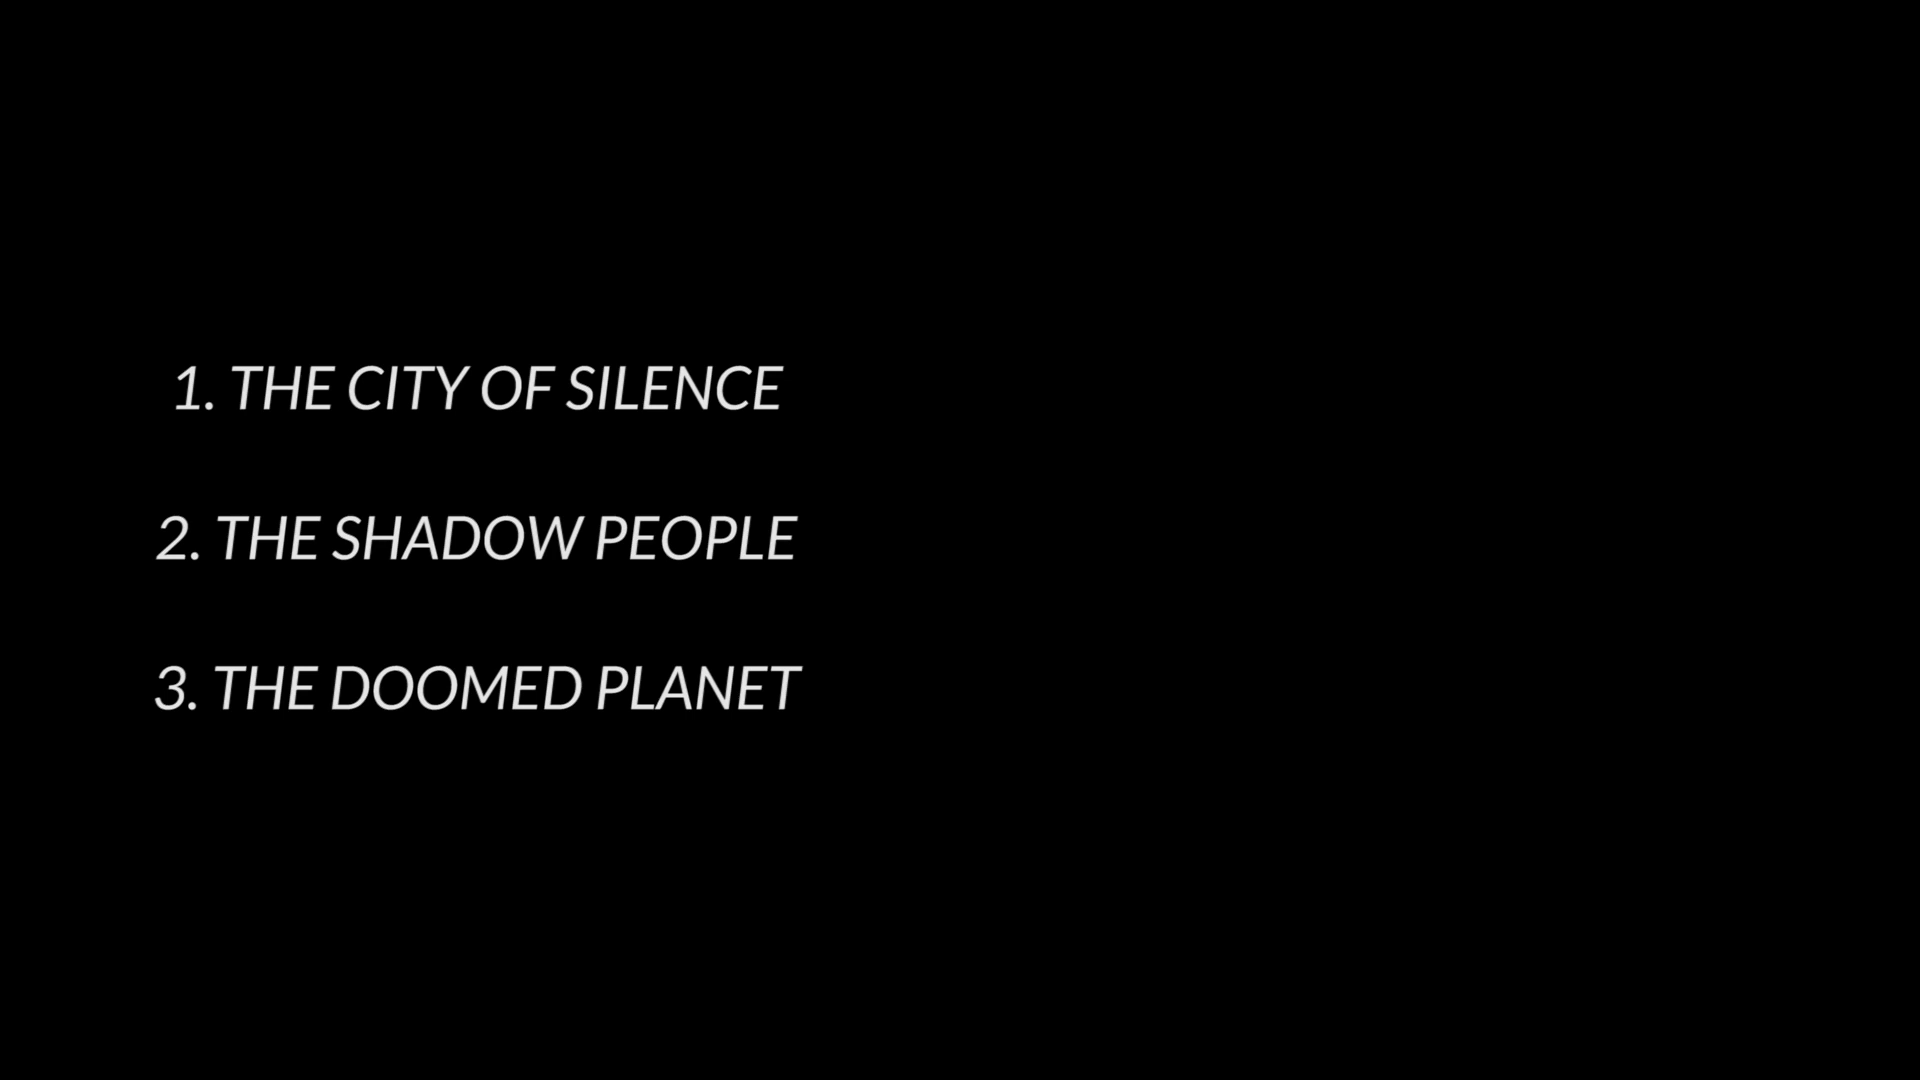 1. THE CITY OF SILENCE
2. THE SHADOW PEOPLE
3. THE DOOMED PLANET